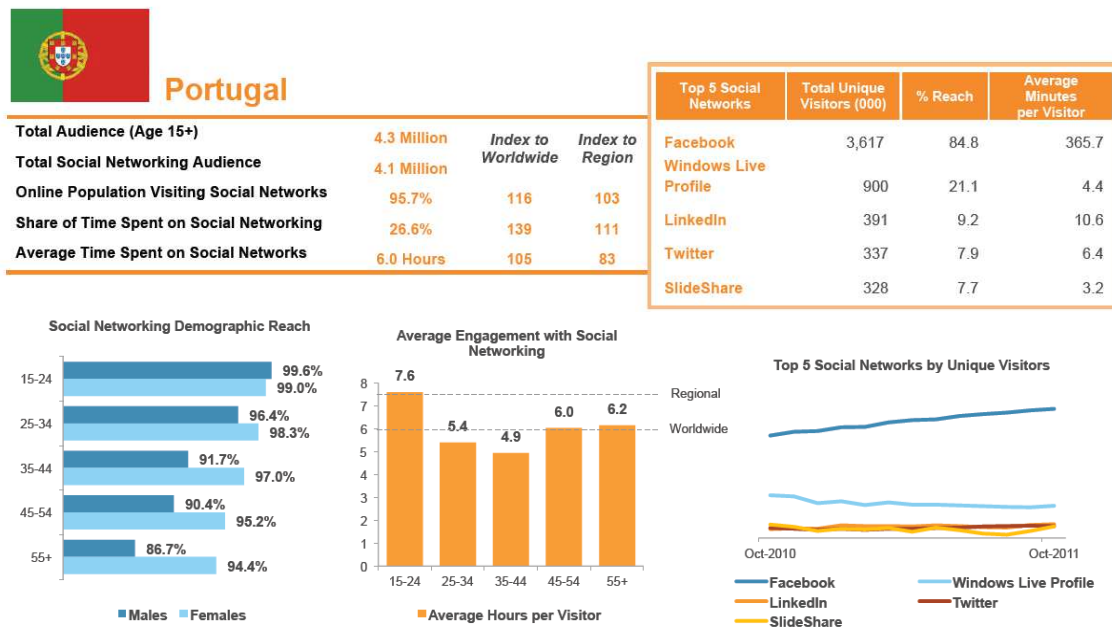 Portugal
Total Audience (Age 15+) 4.3 Million Index to Worldwide Index to Region
Total Social Networking Audience 4.1 Million
Online Population Visiting Social Networks 95.7% 116 103
Share of Time Spent on Social Networking 26.6% 139 111
Average Time Spent on Social Networks 6.0 Hours 105 83
Top 5 Social Networks Total Unique Visitors (000) % Reach Average Minutes per Visitor
Facebook 3,617 84.8 365.7
Windows Live Profile 900 21.1 4.4
LinkedIn 391 9.2 10.6
Twitter 337 7.9 6.4
SlideShare 328 7.7 3.2
Social Networking Demographic Reach
15-24 99.6%
99.0%
25-34 96.4%
98.3%
35-44 91.7%
97.0%
45-54 90.4%
95.2%
55+ 86.7%
94.4%
Males Females
Average Engagement with Social
Networking
8
7
6
5
4
3
2
1
0
7.6 5.4 4.9 6.0 6.2
Regional
Worldwide
15-24 25-34 35-44 45-54 55+
Average Hours per Visitor
Top 5 Social Networks by Unique Visitors
Oct-2010 Oct-2011
Facebook Windows Live Profile
LinkedIn Twitter
SlideShare